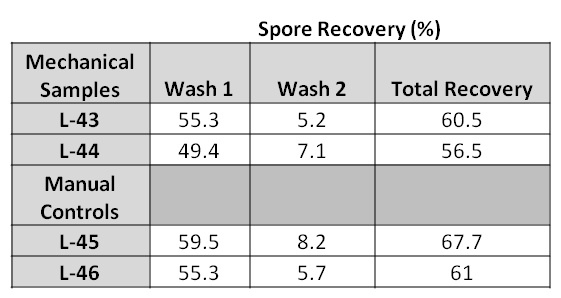 Spore Recovery (%)
Mechanical
Samples Wash 1 Wash 2 Total Recovery
L-43 55.3 5.2 60.5
L-44 49.4 7.1 56.5
Manual
Controls
L-45 59.5 8.2 67.7
L-46 55.3 5.7 61